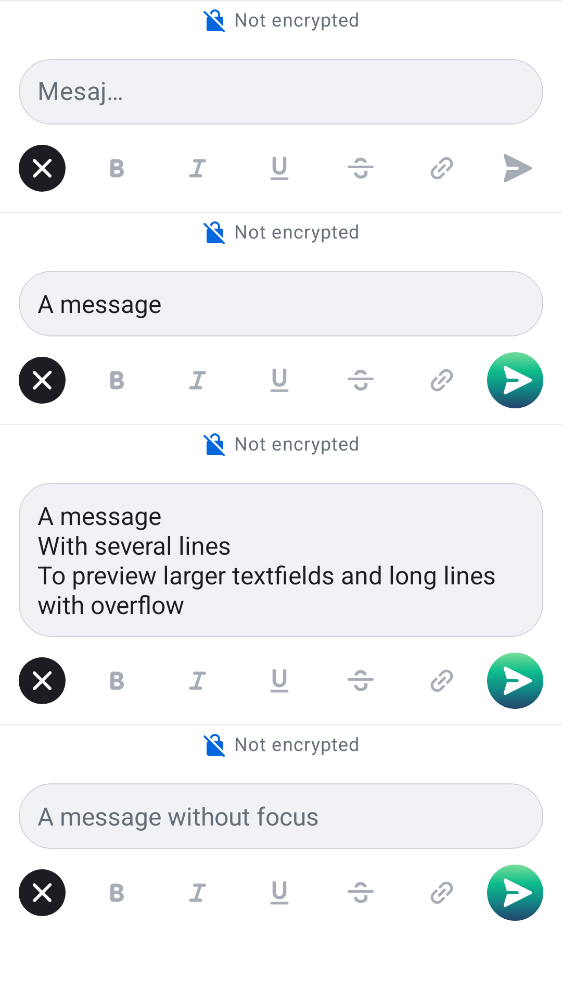 Not encrypted
Mesaj…
B I U S
Not encrypted
A message
B I U S
Not encrypted
A message
With several lines
To preview larger textfields and long lines
with overflow
B I U S
Not encrypted
A message without focus
B I U S